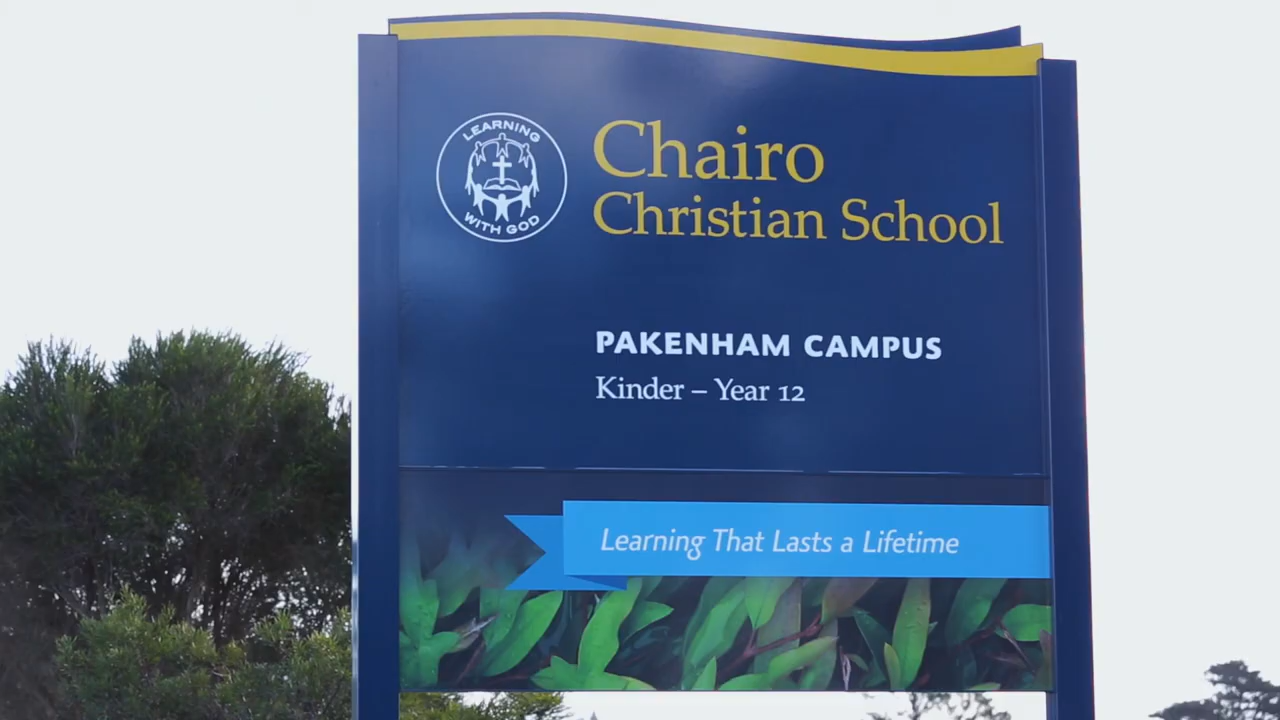 LEARNING
WITH GOD
Chairo
Christian School
PAKENHAM CAMPUS
Kinder – Year 12
Learning That Lasts a Lifetime